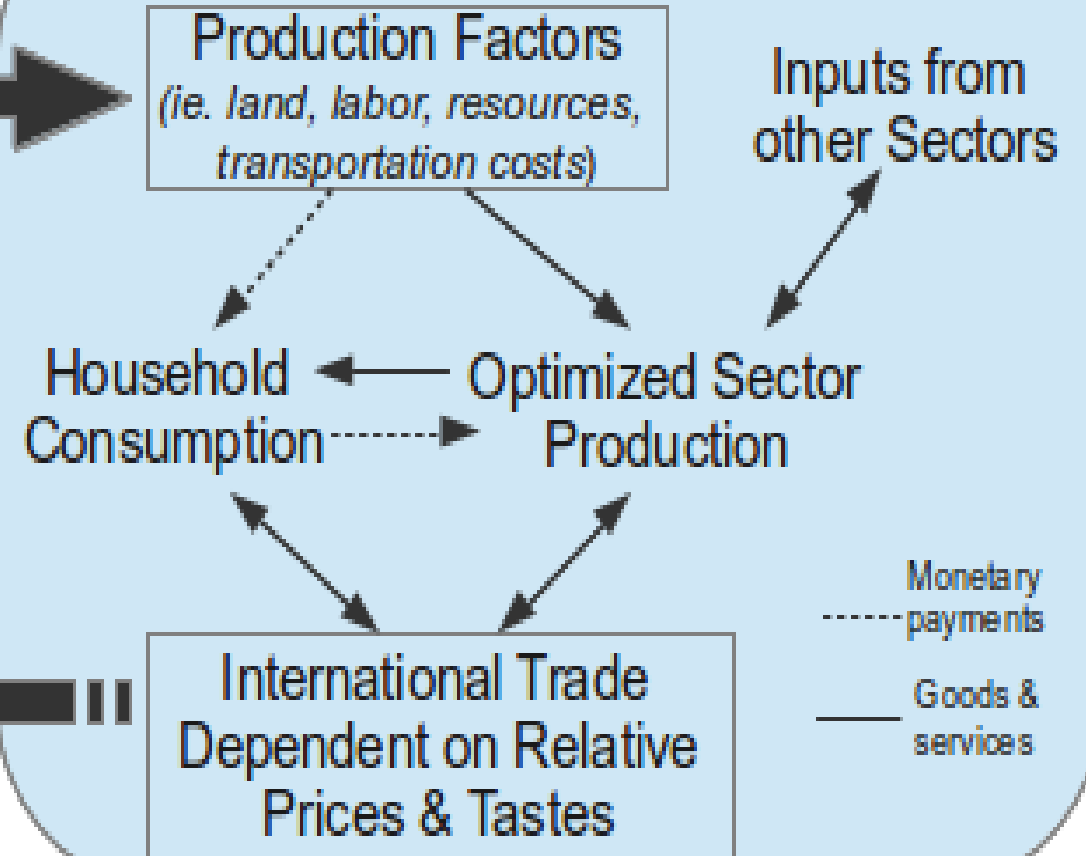 Production Factors
(ie. land, labor, resources,
transportation costs)
Inputs from
other Sectors
Household
Consumption
Optimized Sector
Production
Monetary
payments
Goods &
services
International Trade
Dependent on Relative
Prices & Tastes